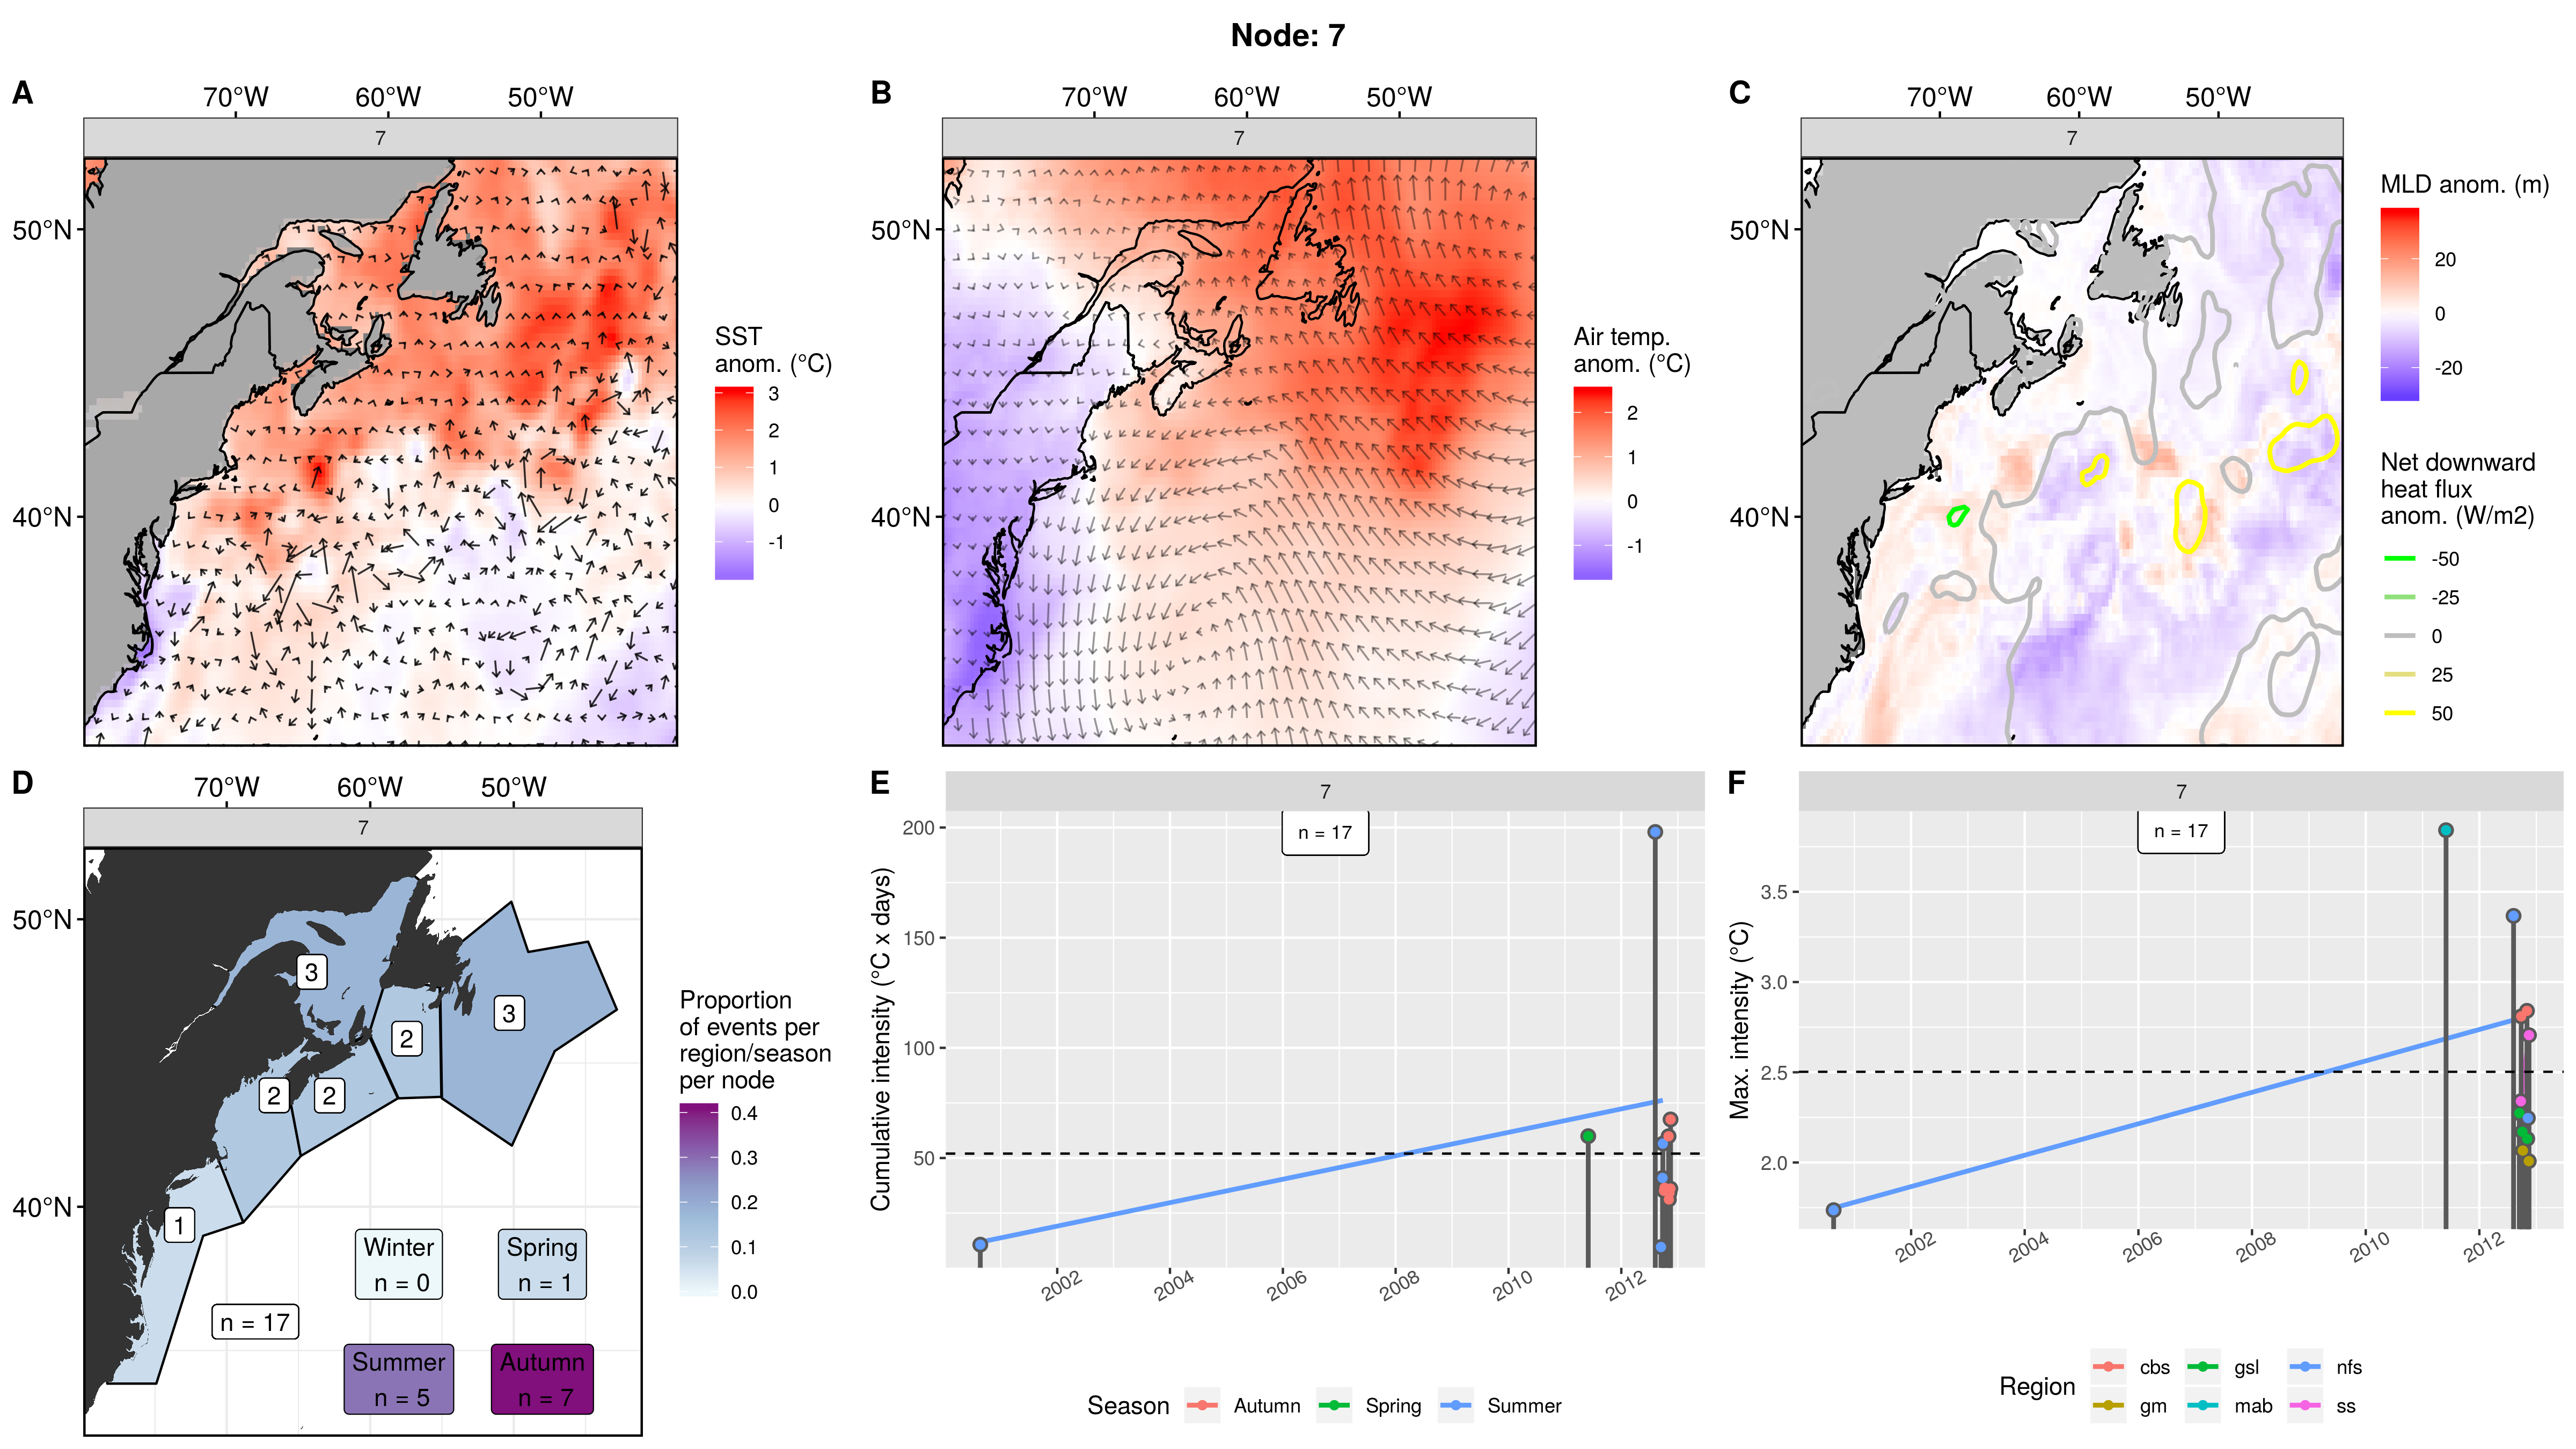 Node: 7
A
70°W 60°W 50°W
7
50°N
40°N
SST
anom. (°C)
3
2
1
0
-1
B
70°W 60°W 50°W
7
50°N
40°N
Air temp.
anom. (°C)
2
1
0
-1
C
70°W 60°W 50°W
7
50°N
40°N
MLD anom. (m)
20
0
-20
Net downward
heat flux
anom. (W/m2)
-50
-25
0
25
50
D
70°W 60°W 50°W
7
50°N
40°N
3
3
2
2
2
1
n = 17
Winter
n = 0
Spring
n = 1
Summer
n = 5
Autumn
n = 7
Proportion
of events per
region/season
per node
0.4
0.3
0.2
0.1
0.0
E
7
n = 17
Cumulative intensity (°C x days)
200
150
100
50
2002 2004 2006 2008 2010 2012
Season Autumn Spring Summer
F
7
n = 17
Max. intensity (°C)
3.5
3.0
2.5
2.0
2002 2004 2006 2008 2010 2012
Region
cbs gsl nfs
gm mab ss